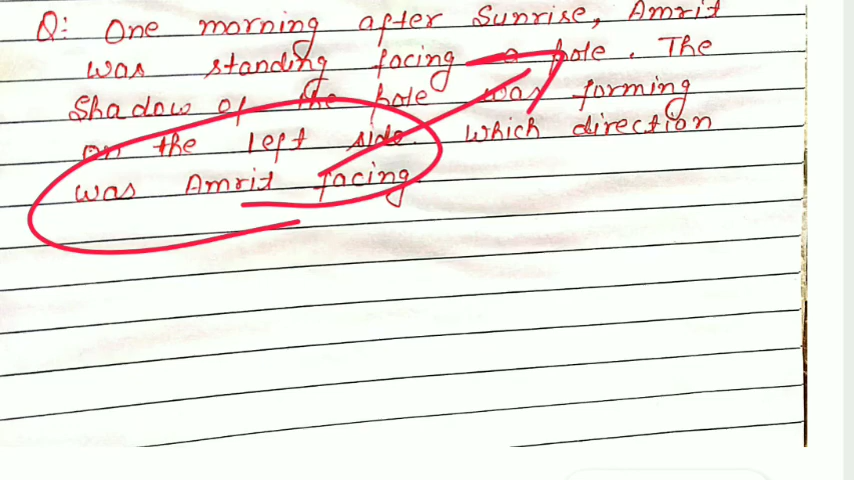 Q: One morning after Sunrise, Amrit
was standing facing a pole. The
Shadow of the pole was forming
on the left side. Which direction
was Amrit facing.